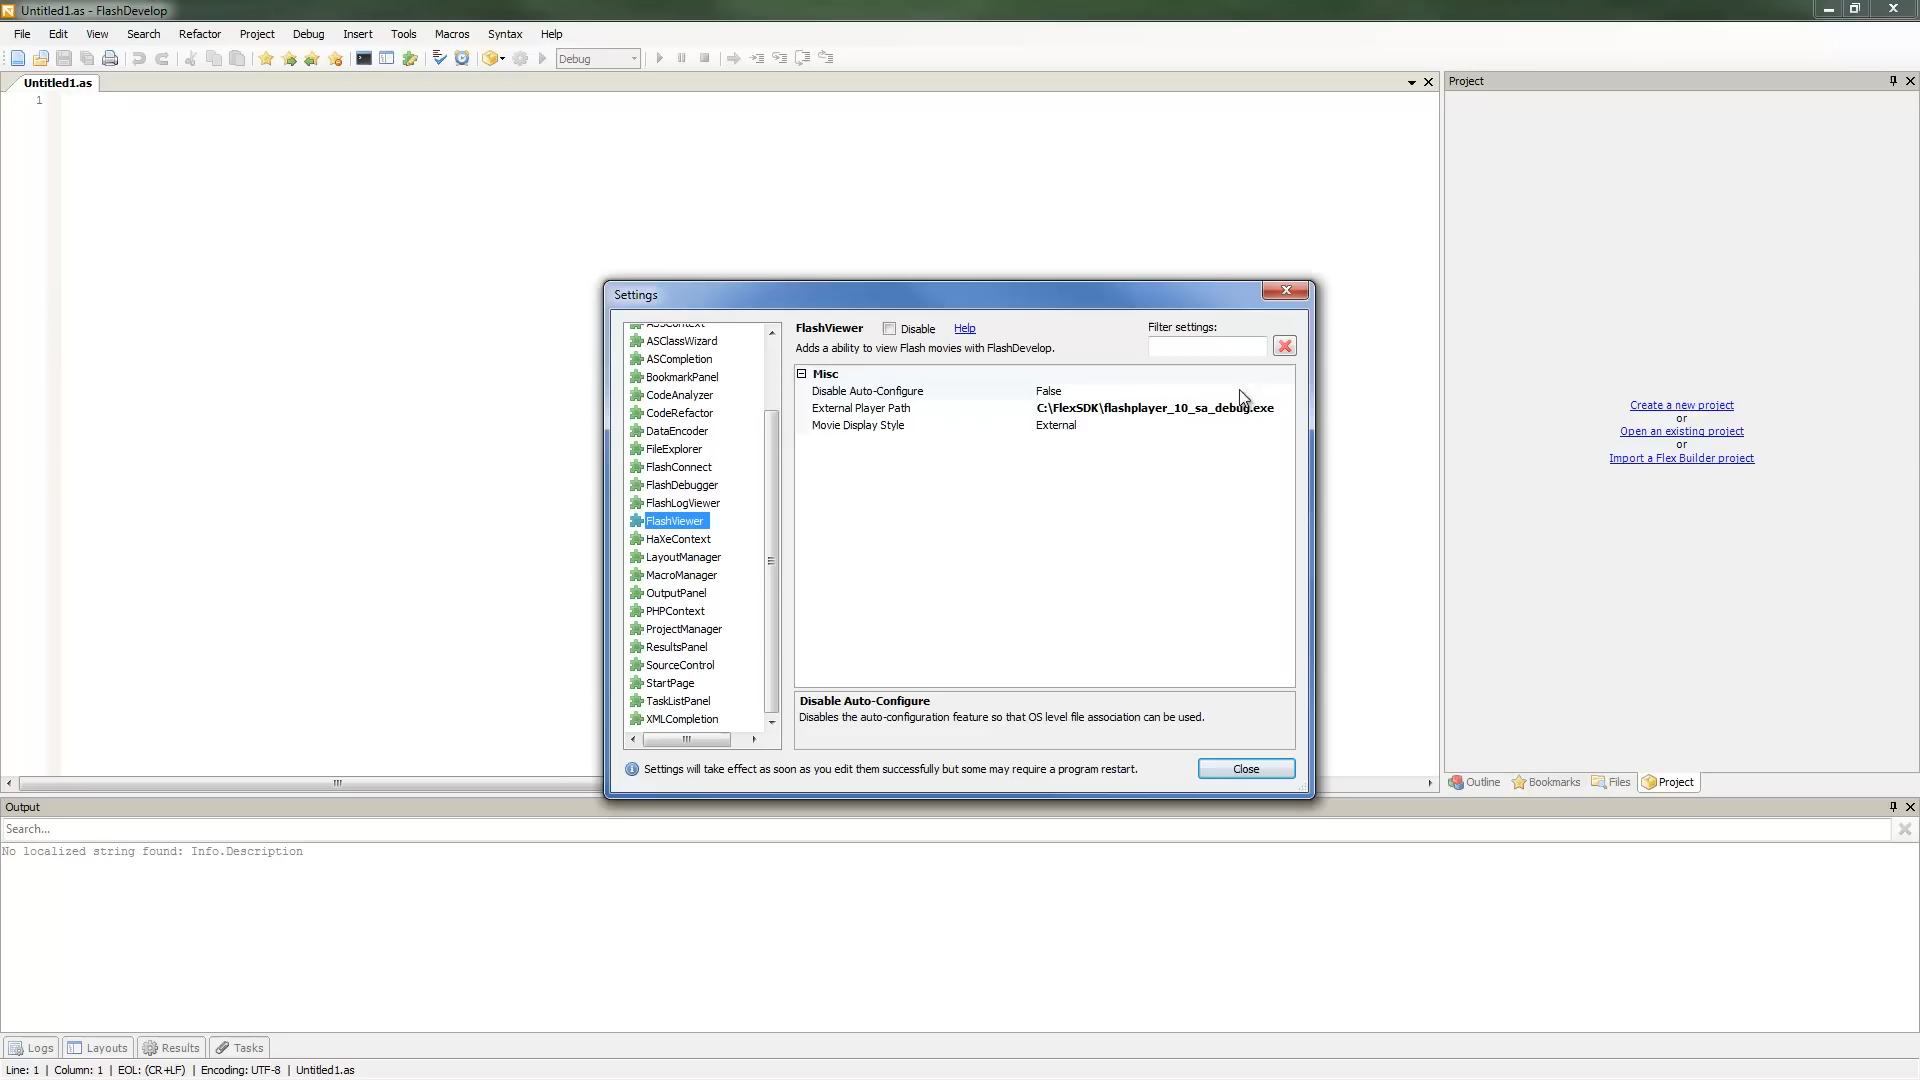 Untitled1.as - FlashDevelop
File Edit View Search Refactor Project Debug Insert Tools Macros Syntax Help
Debug
Untitled1.as
1
Project
Create a new project
or
Open an existing project
or
Import a Flex Builder project
Outline Bookmarks Files Project
Settings
ASClassWizard
ASCompletion
BookmarkPanel
CodeAnalyzer
CodeRefactor
DataEncoder
FileExplorer
FlashConnect
FlashDebugger
FlashLogViewer
FlashViewer
HaXeContext
LayoutManager
MacroManager
OutputPanel
PHPContext
ProjectManager
ResultsPanel
SourceControl
StartPage
TaskListPanel
XMLCompletion
FlashViewer Disable Help
Adds a ability to view Flash movies with FlashDevelop.
Filter settings:
Misc
Disable Auto-Configure False
External Player Path C:\FlexSDK\flashplayer_10_sa_debug.exe
Movie Display Style External
Disable Auto-Configure
Disables the auto-configuration feature so that OS level file association can be used.
Settings will take effect as soon as you edit them successfully but some may require a program restart.
Close
Output
Search...
No localized string found: Info.Description
Logs Layouts Results Tasks
Line: 1 | Column: 1 | EOL: (CR+LF) | Encoding: UTF-8 | Untitled1.as